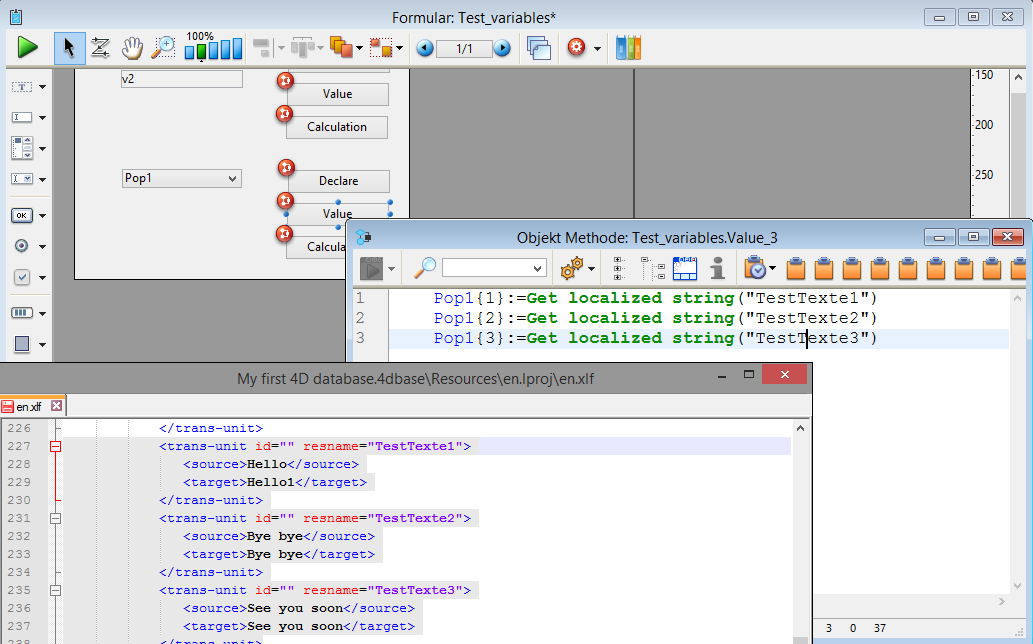 Formular: Test_variables*
100%
1/1
v2
Value
Calculation
Pop1
Declare
Value
Calcula
150
200
250
OK
Objekt Methode: Test_variables.Value_3
1 Pop1{1}:=Get localized string("TestTexte1")
2 Pop1{2}:=Get localized string("TestTexte2")
3 Pop1{3}:=Get localized string("TestTexte3")
My first 4D database.4dbase\Resources\en.lproj\en.xlf
en.xlf
226 </trans-unit>
227 <trans-unit id="" resname="TestTexte1">
228 <source>Hello</source>
229 <target>Hello1</target>
230 </trans-unit>
231 <trans-unit id="" resname="TestTexte2">
232 <source>Bye bye</source>
233 <target>Bye bye</target>
234 </trans-unit>
235 <trans-unit id="" resname="TestTexte3">
236 <source>See you soon</source>
237 <target>See you soon</target>
238 </trans-unit>
3 0 37